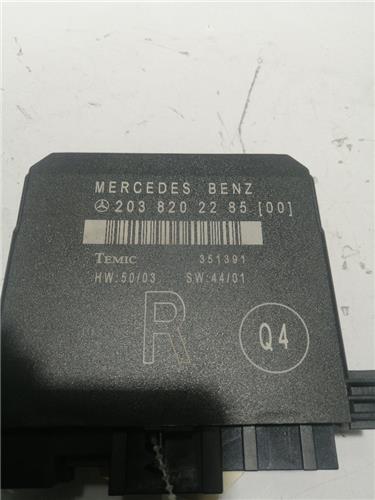 MERCEDES BENZ
203 820 22 85 [00]
TEMIC 351391
HW:50/03 SW:44/01
R
Q4